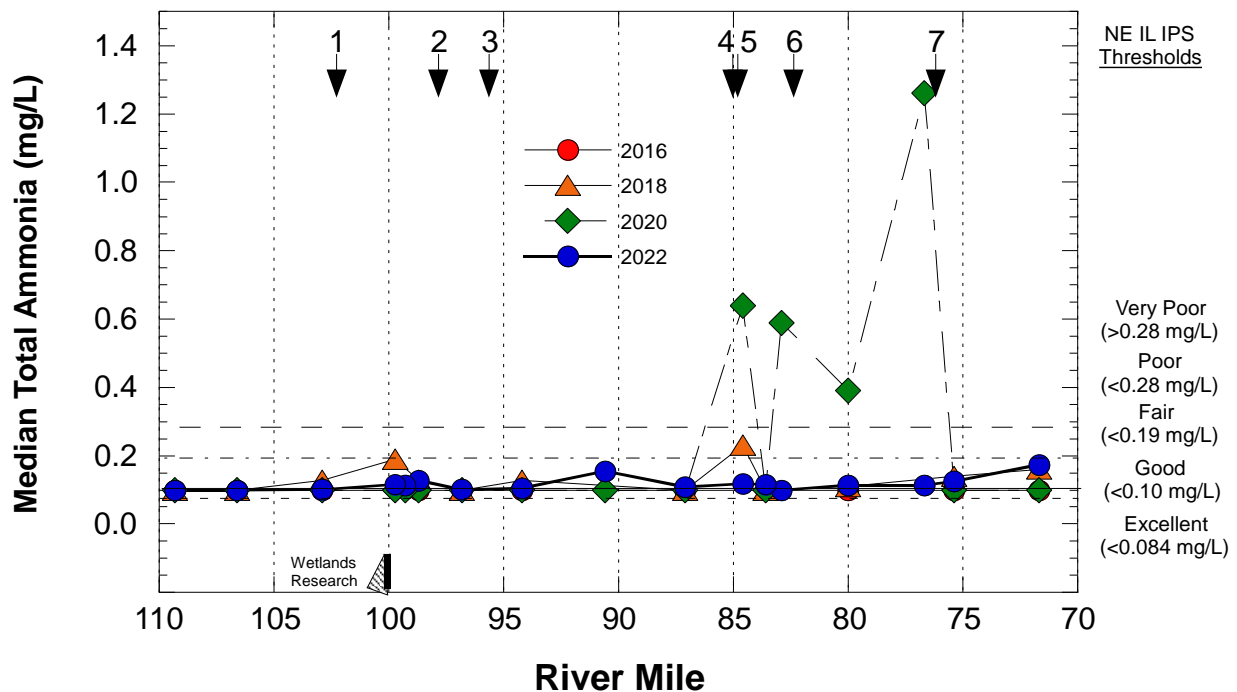 1 2 3 4 5 6 7
NE IL IPS
Thresholds
Median Total Ammonia (mg/L)
1.4
1.2
1.0
0.8
0.6
0.4
0.2
0.0
2016
2018
2020
2022
Very Poor
(>0.28 mg/L)
Poor
(<0.28 mg/L)
Fair
(<0.19 mg/L)
Good
(<0.10 mg/L)
Excellent
(<0.084 mg/L)
Wetlands
Research
110 105 100 95 90 85 80 75 70
River Mile